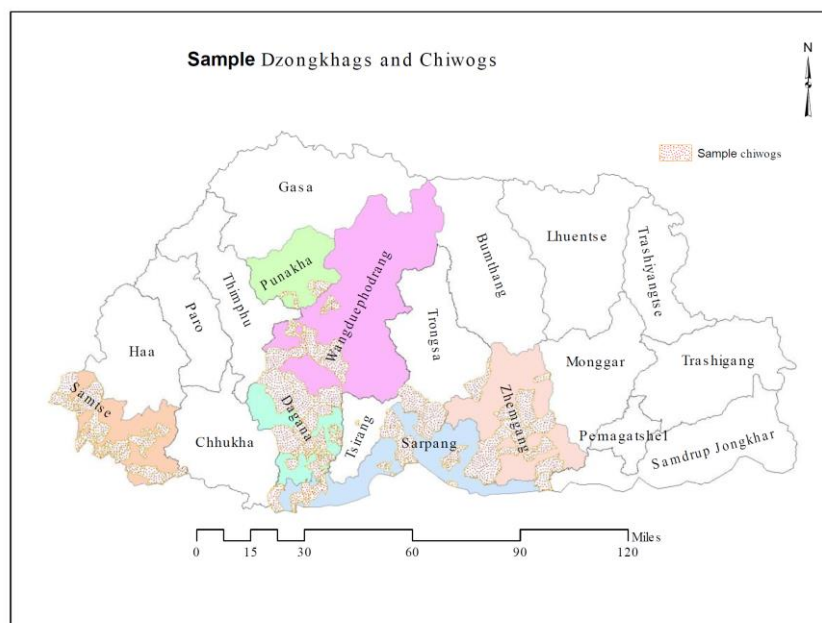 Sample Dzongkhags and Chiwogs
N
Sample chiwogs
Gasa
Punakha
Wangduephodrang
Bumthang
Lhuentse
Trashiyangtse
Thimphu
Paro
Haa
Trongsa
Monggar
Trashigang
Samtse
Chhukha
Dagana
Tsirang
Sarpang
Zhemgang
Pemagatshel
Samdrup Jongkhar
Miles
0 15 30 60 90 120